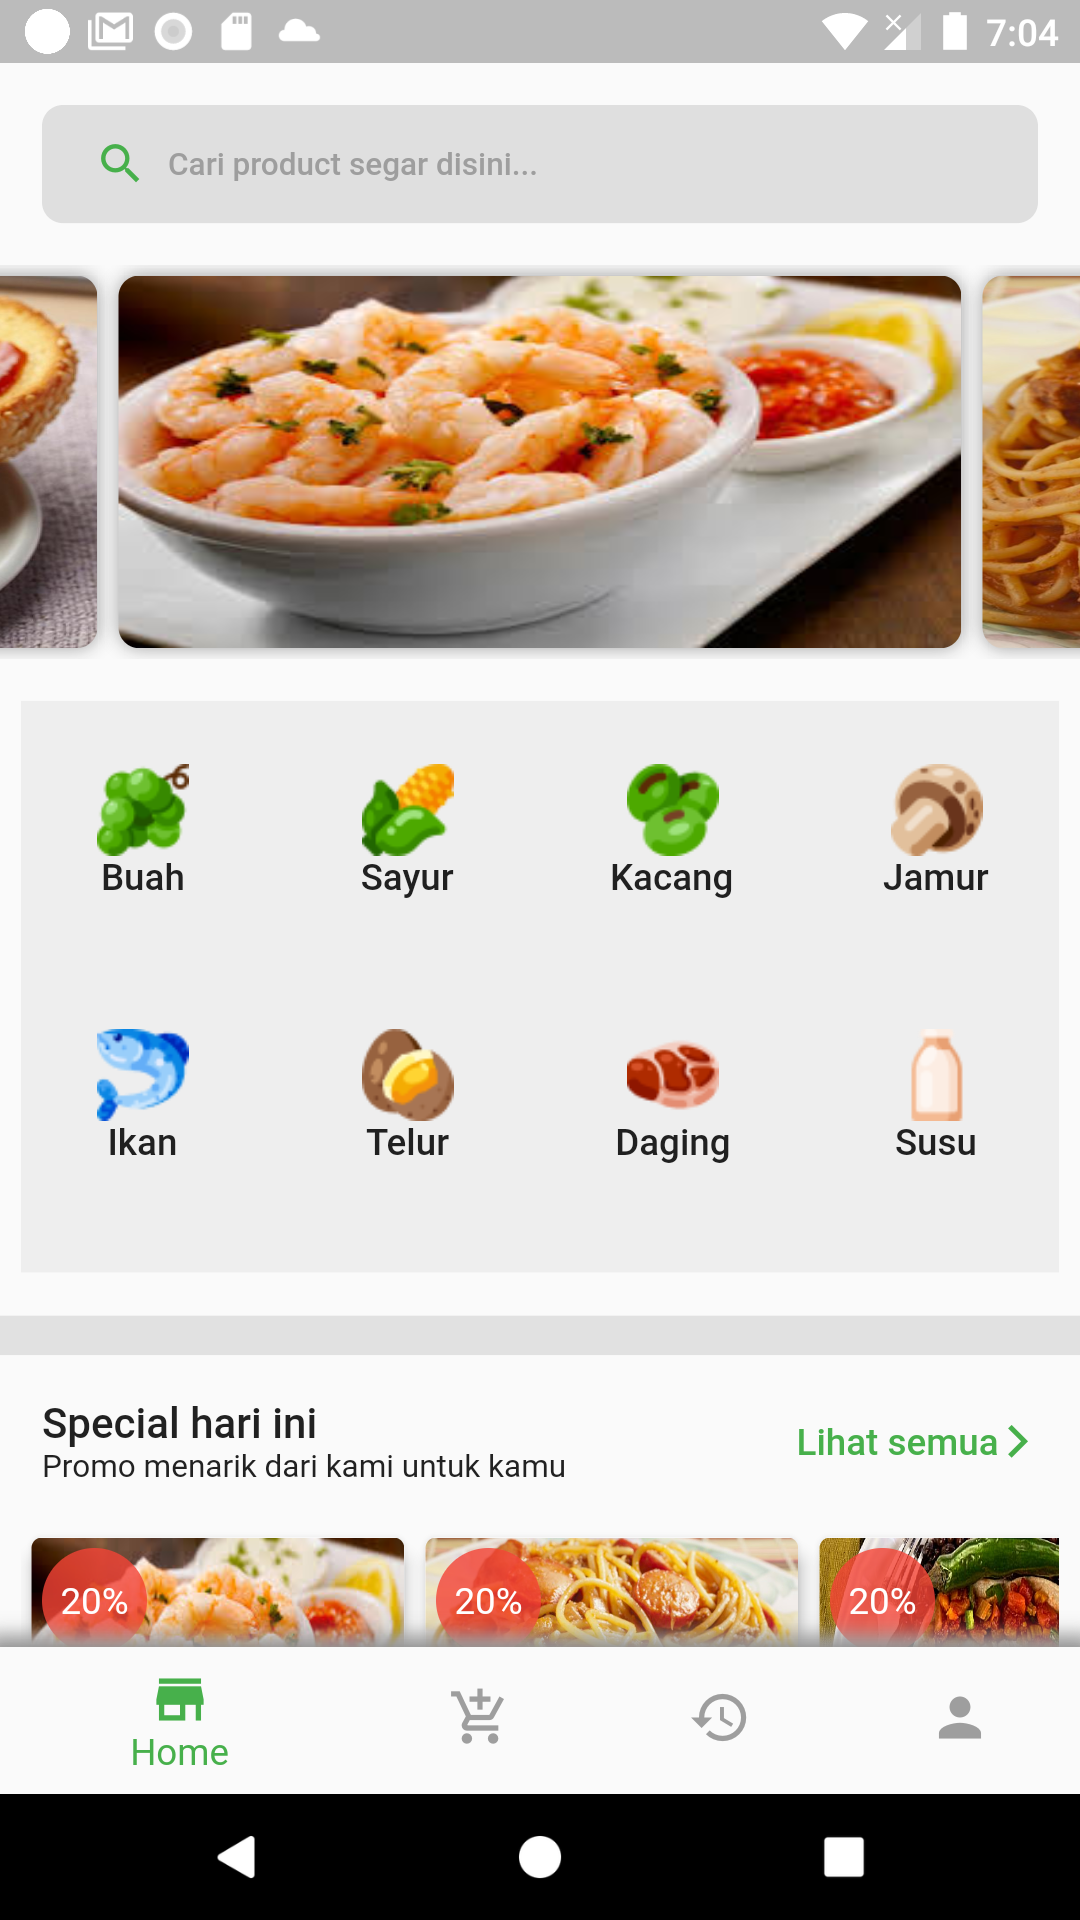 7:04
Cari product segar disini...
Buah
Sayur
Kacang
Jamur
Ikan
Telur
Daging
Susu
Special hari ini
Promo menarik dari kami untuk kamu
Lihat semua
20%
20%
20%
Home